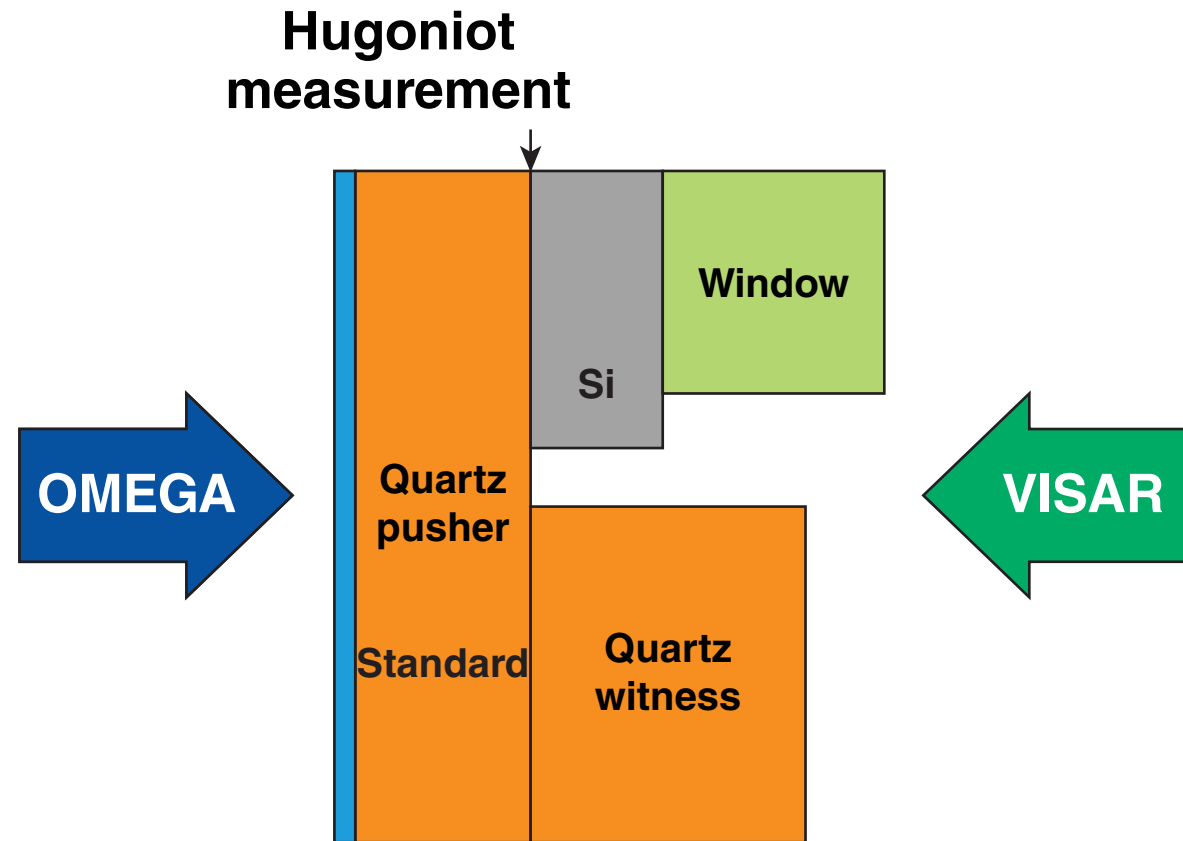 Hugoniot
measurement
Window
Si
OMEGA
Quartz
pusher
VISAR
Standard
Quartz
witness